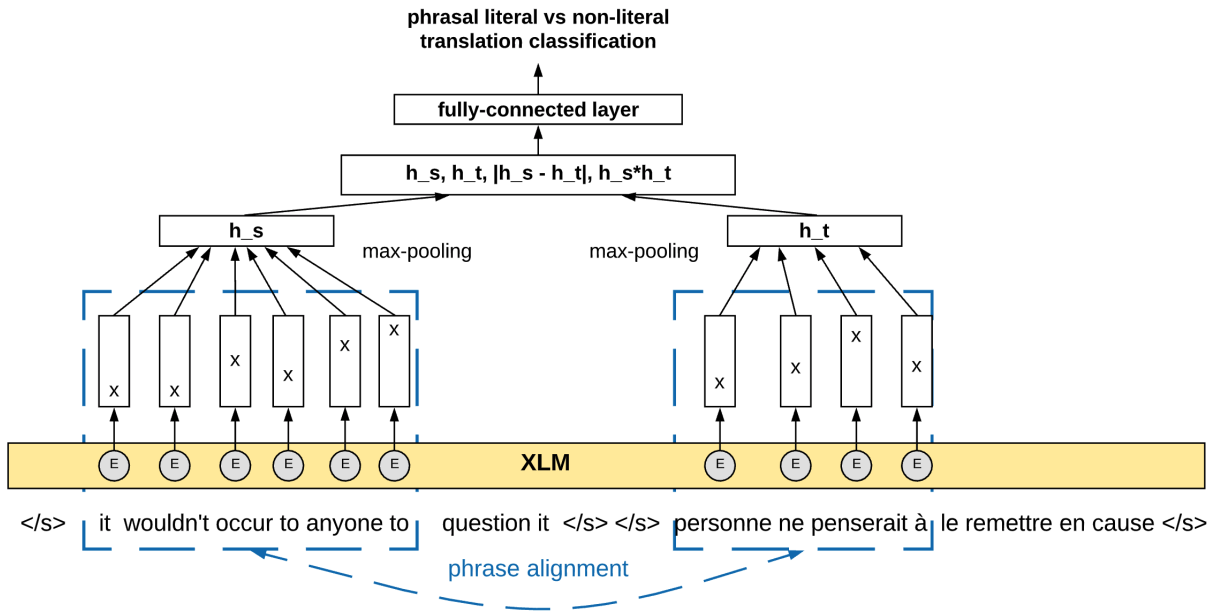 phrasal literal vs non-literal
translation classification
fully-connected layer
h_s, h_t, |h_s - h_t|, h_s*h_t
h_s
h_t
max-pooling
max-pooling
x x x x x x
x x x x
E E E E E E
XLM
E E E E
</s> it wouldn't occur to anyone to question it </s> </s> personne ne penserait à le remettre en cause </s>
phrase alignment